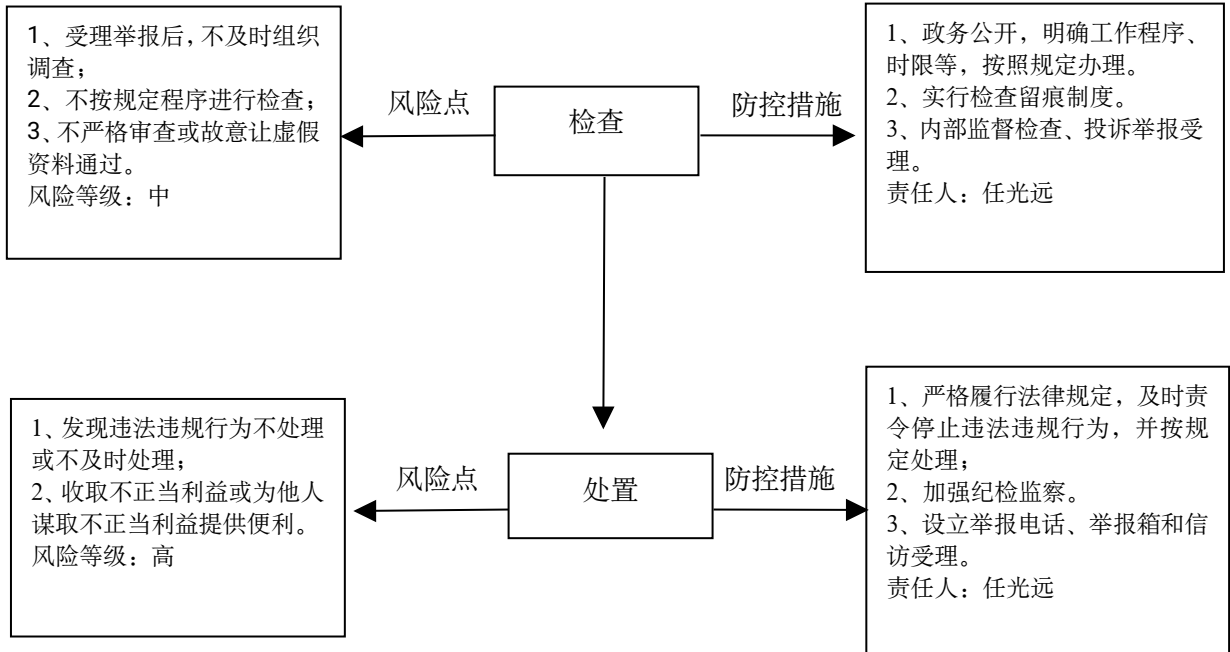 1、受理举报后，不及时组织
调查；
2、不按规定程序进行检查；
3、不严格审查或故意让虚假
资料通过。
风险等级：中
风险点
检查
防控措施
1、政务公开，明确工作程序、
时限等，按照规定办理。
2、实行检查留痕制度。
3、内部监督检查、投诉举报受
理。
责任人：任光远
1、发现违法违规行为不处理
或不及时处理；
2、收取不正当利益或为他人
谋取不正当利益提供便利。
风险等级：高
风险点
处置
防控措施
1、严格履行法律规定，及时责
令停止违法违规行为，并按规
定处理；
2、加强纪检监察。
3、设立举报电话、举报箱和信
访受理。
责任人：任光远